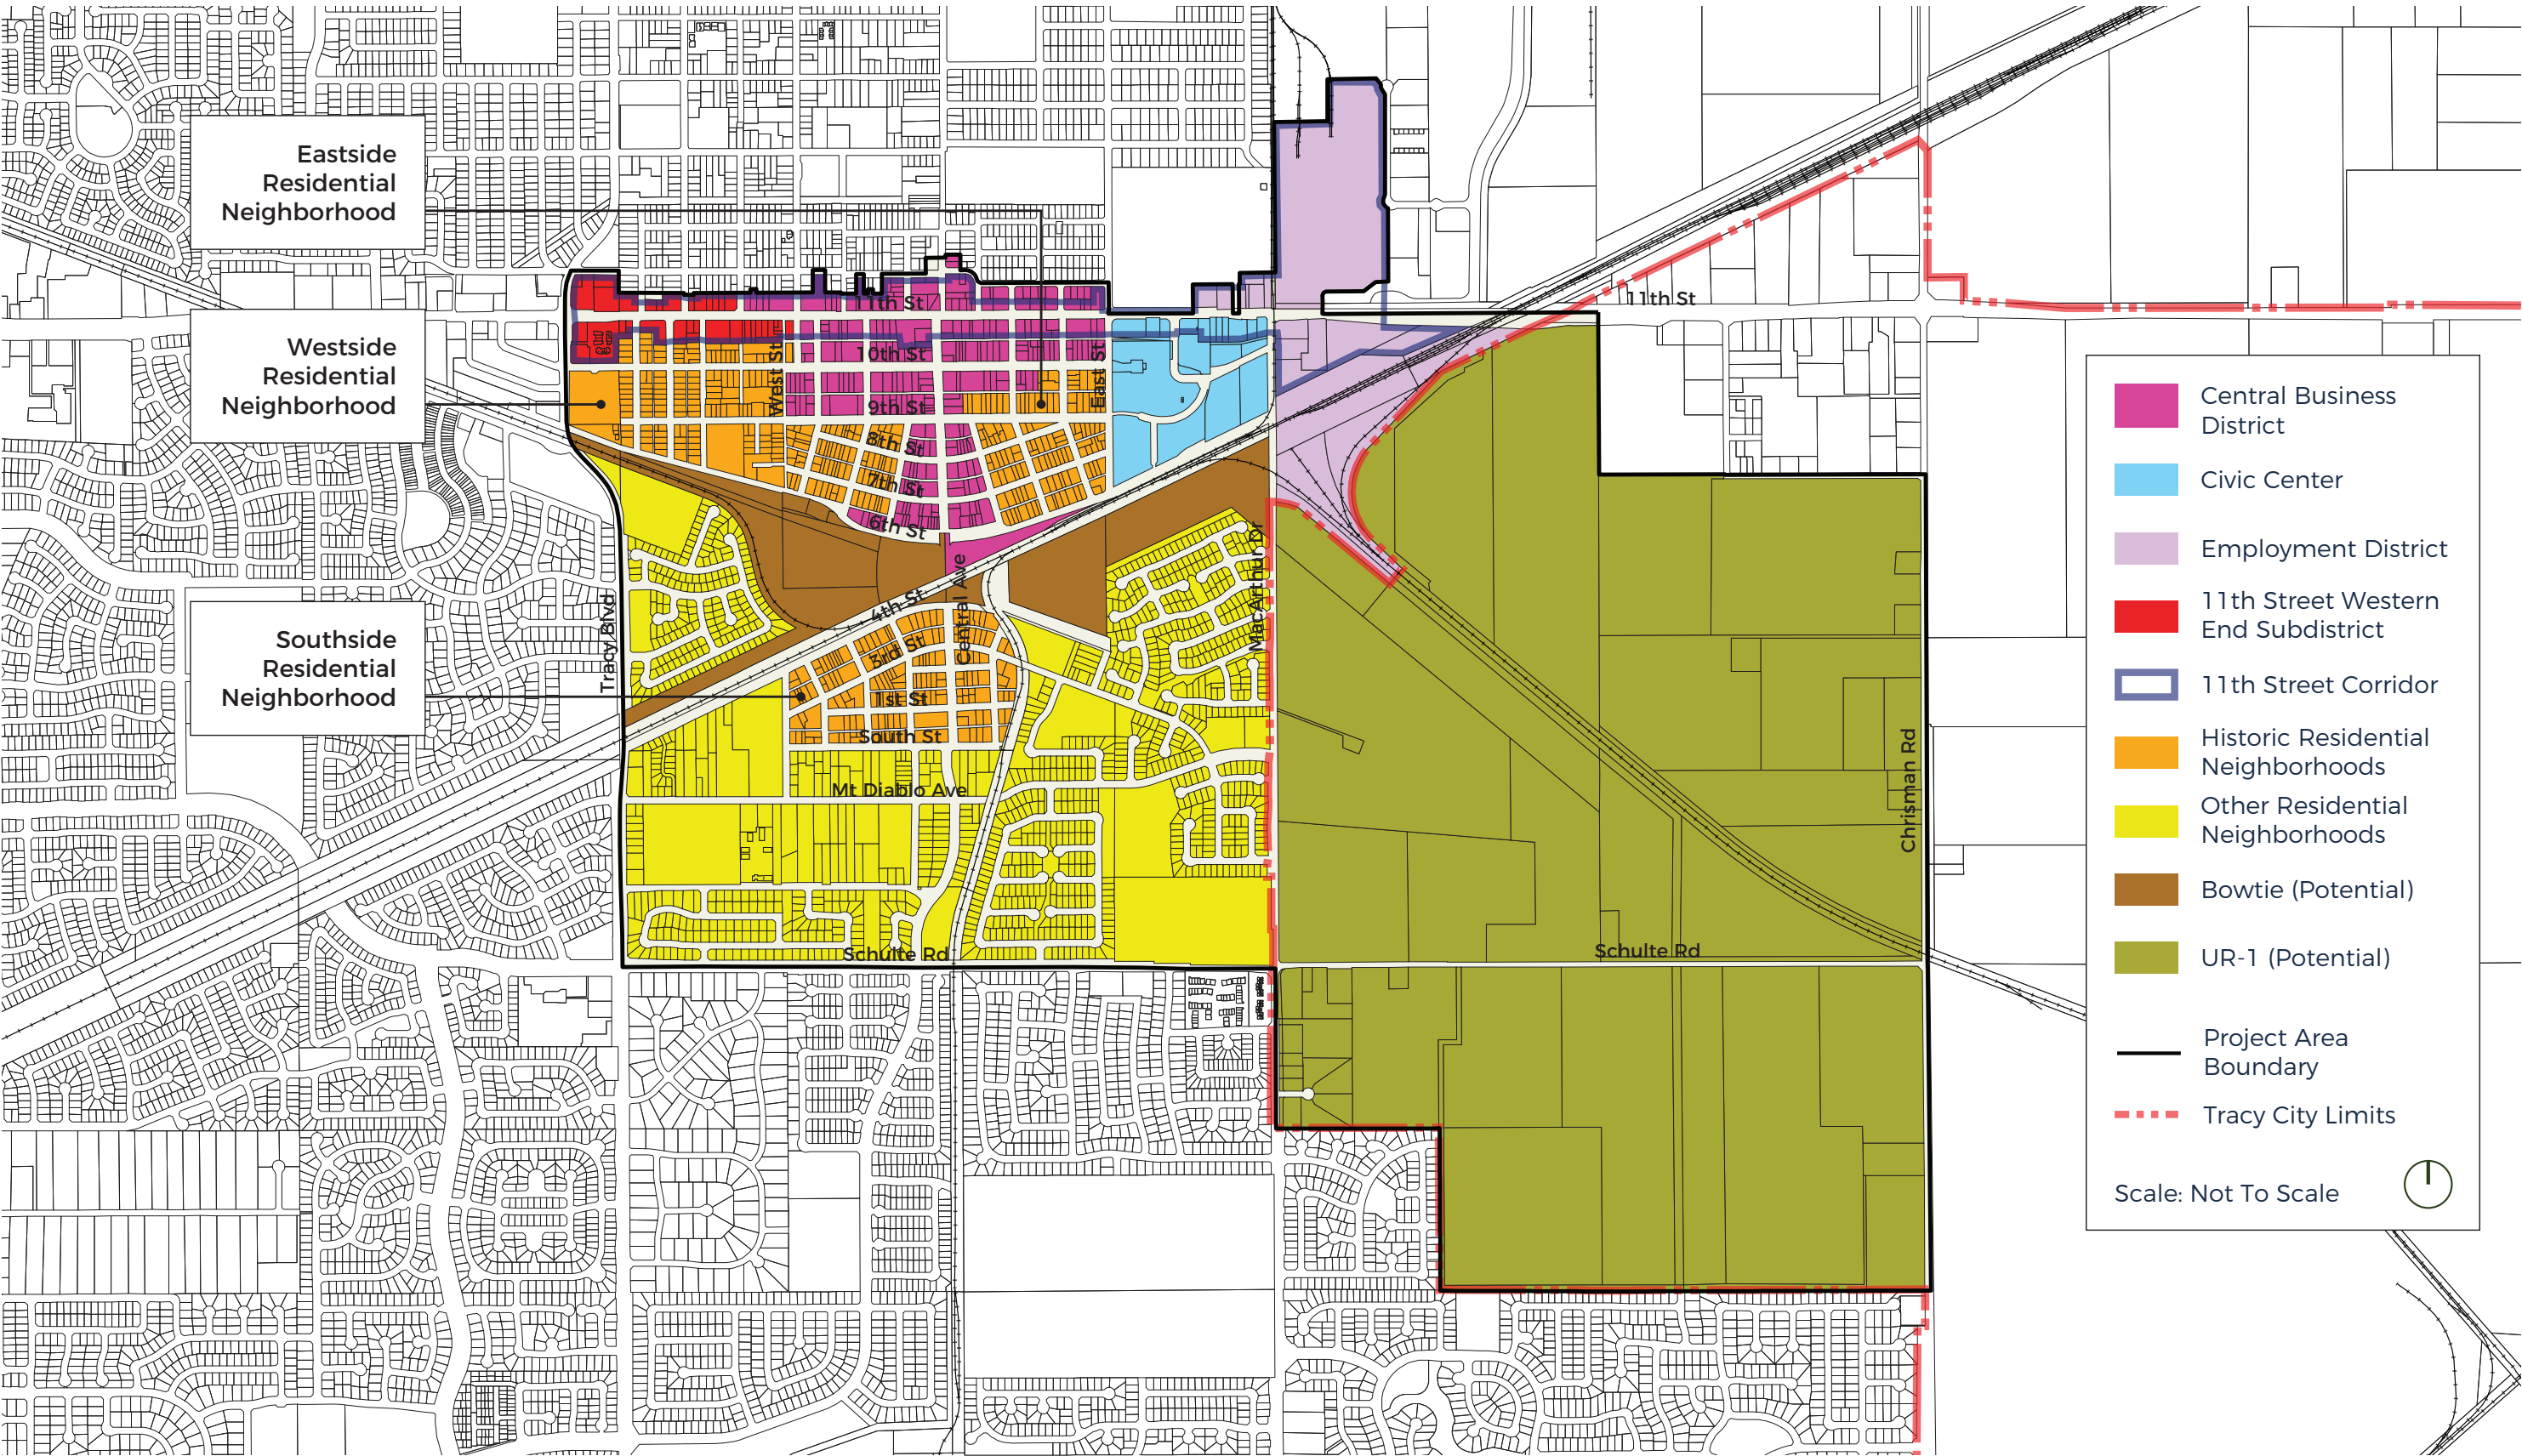 Eastside
Residential
Neighborhood
Westside
Residential
Neighborhood
Southside
Residential
Neighborhood
11th St
11th St
10th St
West St
East St
9th St
8th St
7th St
6th St
4th St
3rd St
Central Ave
MacArthur Dr
Tracy Blvd
1st St
South St
Mt Diablo Ave
Schulte Rd
Schulte Rd
Chrisman Rd
Central Business
District
Civic Center
Employment District
11th Street Western
End Subdistrict
11th Street Corridor
Historic Residential
Neighborhoods
Other Residential
Neighborhoods
Bowtie (Potential)
UR-1 (Potential)
Project Area
Boundary
Tracy City Limits
Scale: Not To Scale